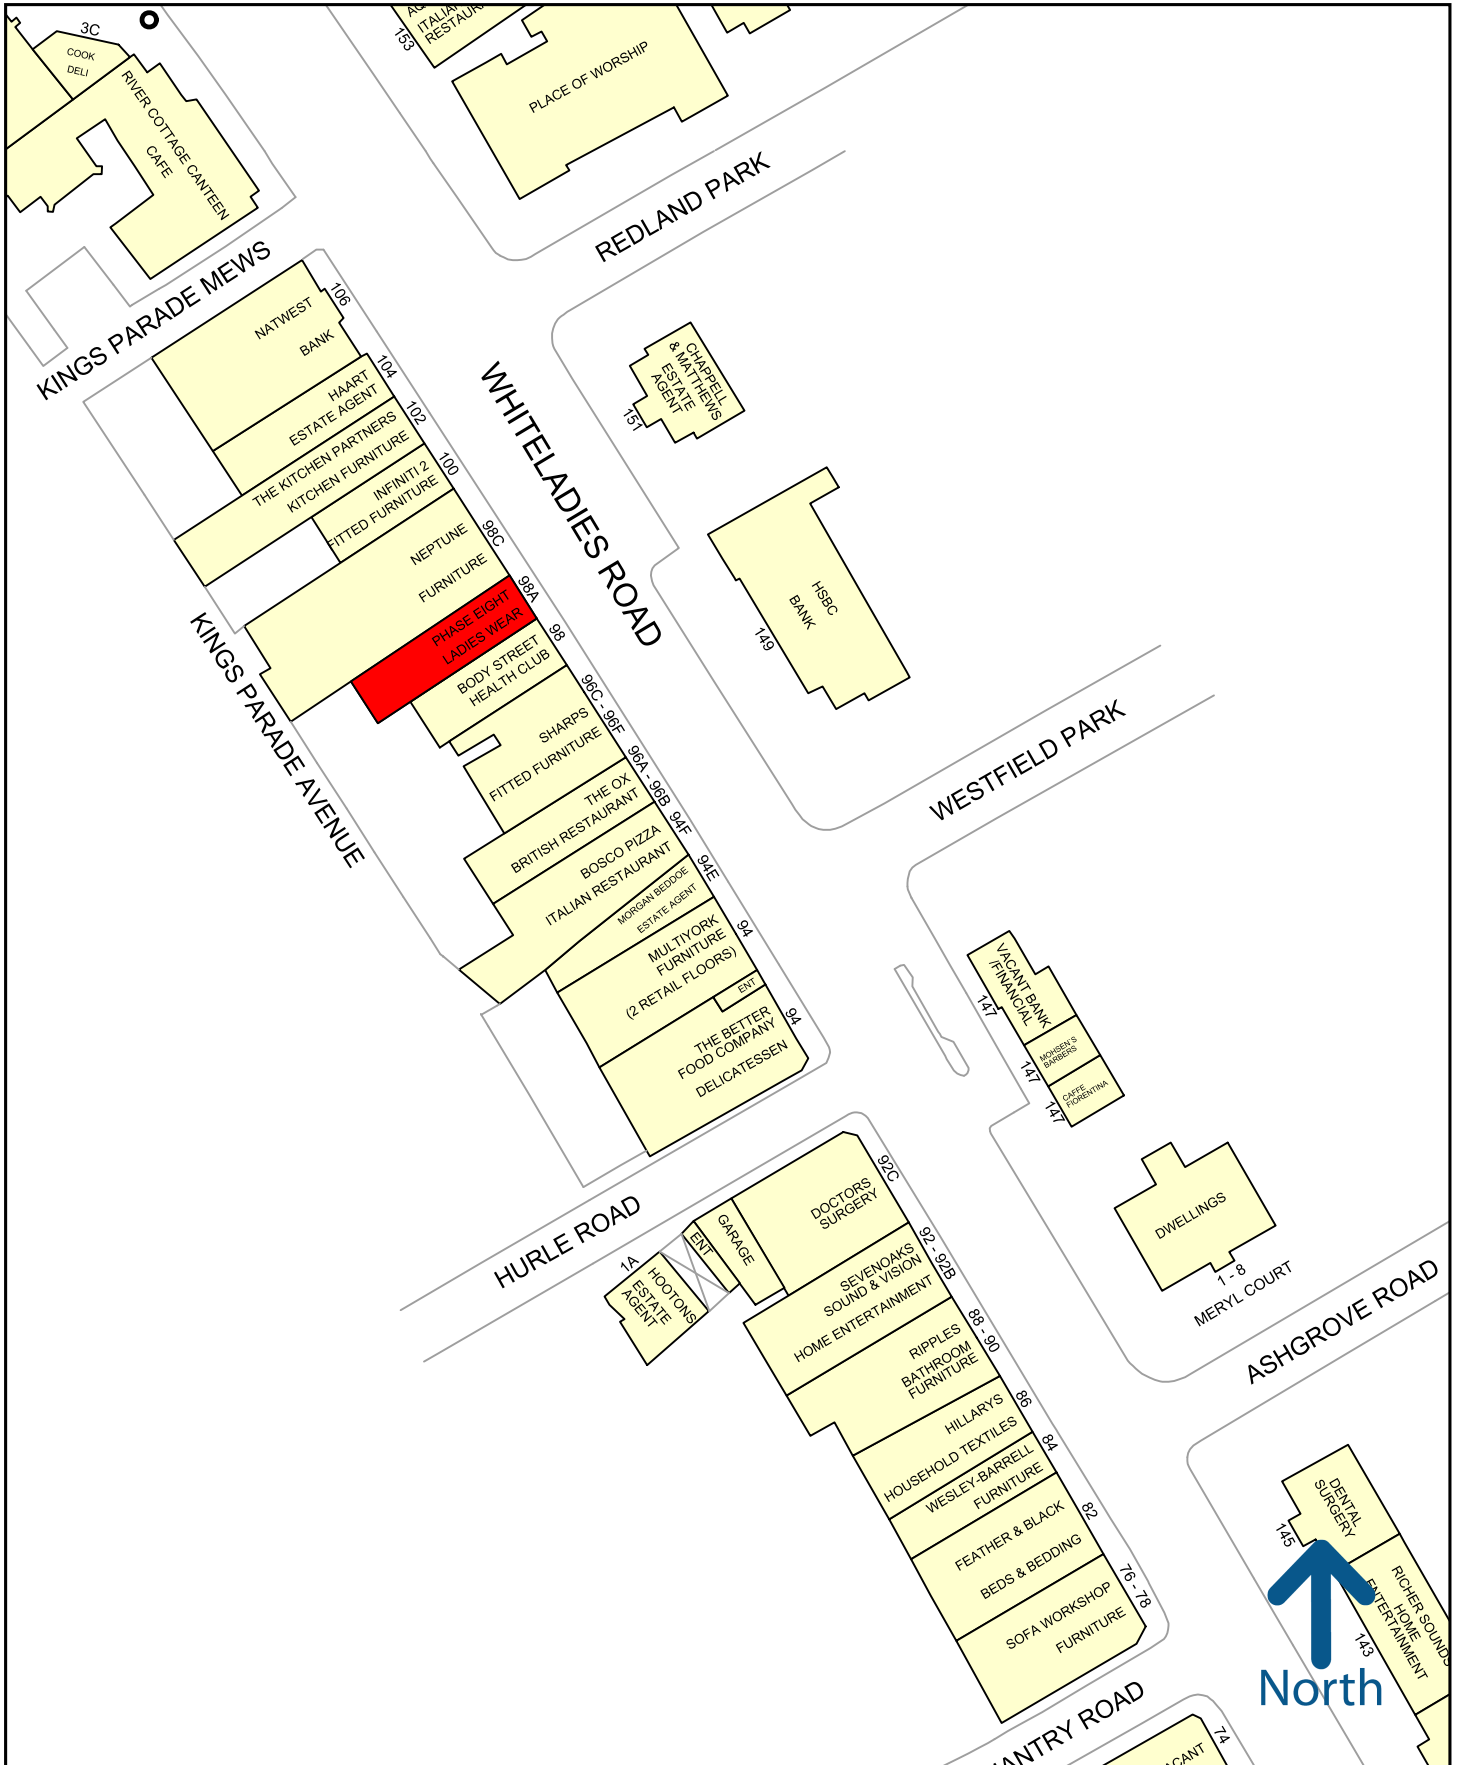 3C
COOK
DELI
RIVER COTTAGE CANTEEN
CAFE
153
ITALIAN
RESTAUR
PLACE OF WORSHIP
REDLAND PARK
KINGS PARADE MEWS
NATWEST
BANK
106
HAART
ESTATE AGENT
104
THE KITCHEN PARTNERS
KITCHEN FURNITURE
102
INFINITI 2
FITTED FURNITURE
100
NEPTUNE
FURNITURE
98C
PHASE EIGHT
LADIES WEAR
98A
BODY STREET
HEALTH CLUB
98
SHARPS
FITTED FURNITURE
96C - 96F
THE OX
BRITISH RESTAURANT
96A - 96B
BOSCO PIZZA
ITALIAN RESTAURANT
94F
MORGAN BEDDOE
ESTATE AGENT
94E
MULTIYORK
FURNITURE
(2 RETAIL FLOORS)
94
ENT
THE BETTER
FOOD COMPANY
DELICATESSEN
94
KINGS PARADE AVENUE
WHITELADIES ROAD
CHAPPELL
& MATTHEWS
ESTATE
AGENT
151
HSBC
BANK
149
WESTFIELD PARK
VACANT BANK
/FINANCIAL
147
MOHSEN'S
BARBERS
147
CAFFE
FIORENTINA
147
DWELLINGS
1 - 8
MERYL COURT
ASHGROVE ROAD
HURLE ROAD
1A
HOOTONS
ESTATE
AGENT
ENT
GARAGE
DOCTORS
SURGERY
92C
SEVENOAKS
SOUND & VISION
HOME ENTERTAINMENT
92 - 92B
RIPPLES
BATHROOM
FURNITURE
88 - 90
HILLARYS
HOUSEHOLD TEXTILES
86
WESLEY-BARRELL
FURNITURE
84
FEATHER & BLACK
BEDS & BEDDING
82
SOFA WORKSHOP
FURNITURE
76 - 78
DENTAL
SURGERY
145
RICHER SOUNDS
HOME
ENTERTAINMENT
143
North
ANTRY ROAD
74
ACANT